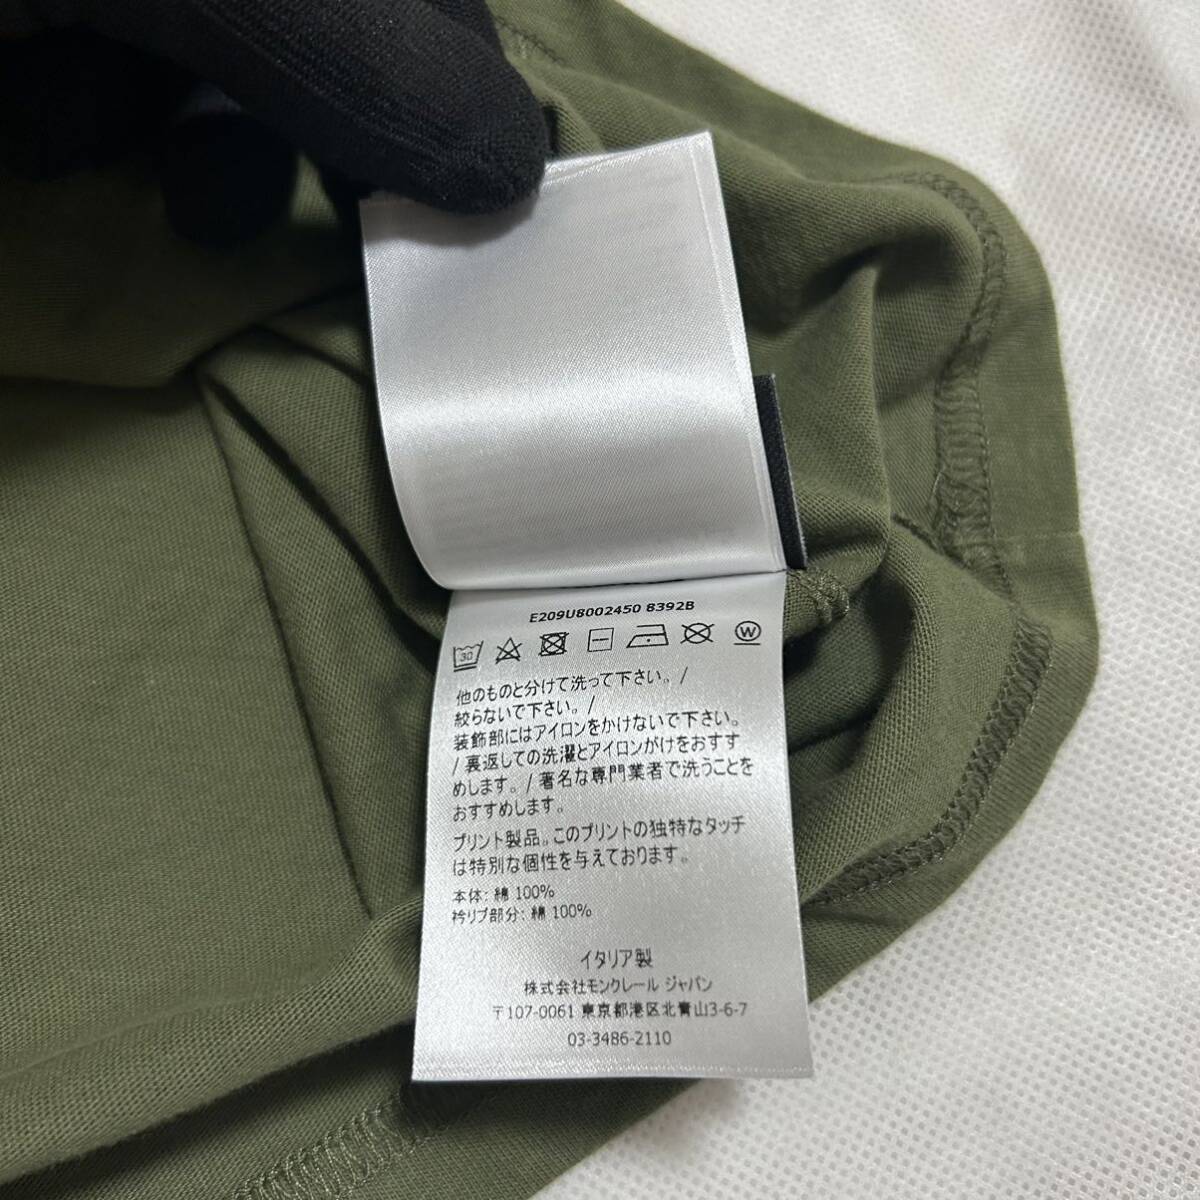 E209U8002450 8392B
30 W
他のものと分けて洗って下さい。/
絞らないで下さい。/
装飾部にはアイロンをかけないで下さい。
/ 裏返しての洗濯とアイロンがけをおすす
めします。/ 著名な専門業者で洗うことを
おすすめします。
プリント製品。このプリントの独特なタッチ
は特別な個性を与えております。
本体: 綿 100%
衿リブ部分: 綿 100%
イタリア製
株式会社モンクレール ジャパン
〒107-0061 東京都港区北青山3-6-7
03-3486-2110